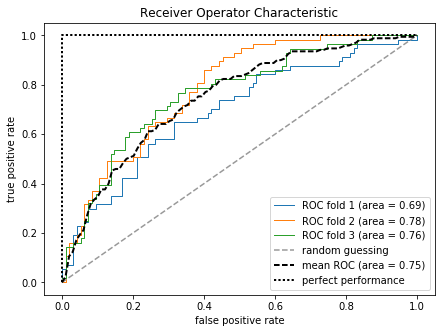 Receiver Operator Characteristic
true positive rate
1.0
0.8
0.6
0.4
0.2
0.0
ROC fold 1 (area = 0.69)
ROC fold 2 (area = 0.78)
ROC fold 3 (area = 0.76)
random guessing
mean ROC (area = 0.75)
perfect performance
0.0 0.2 0.4 0.6 0.8 1.0
false positive rate